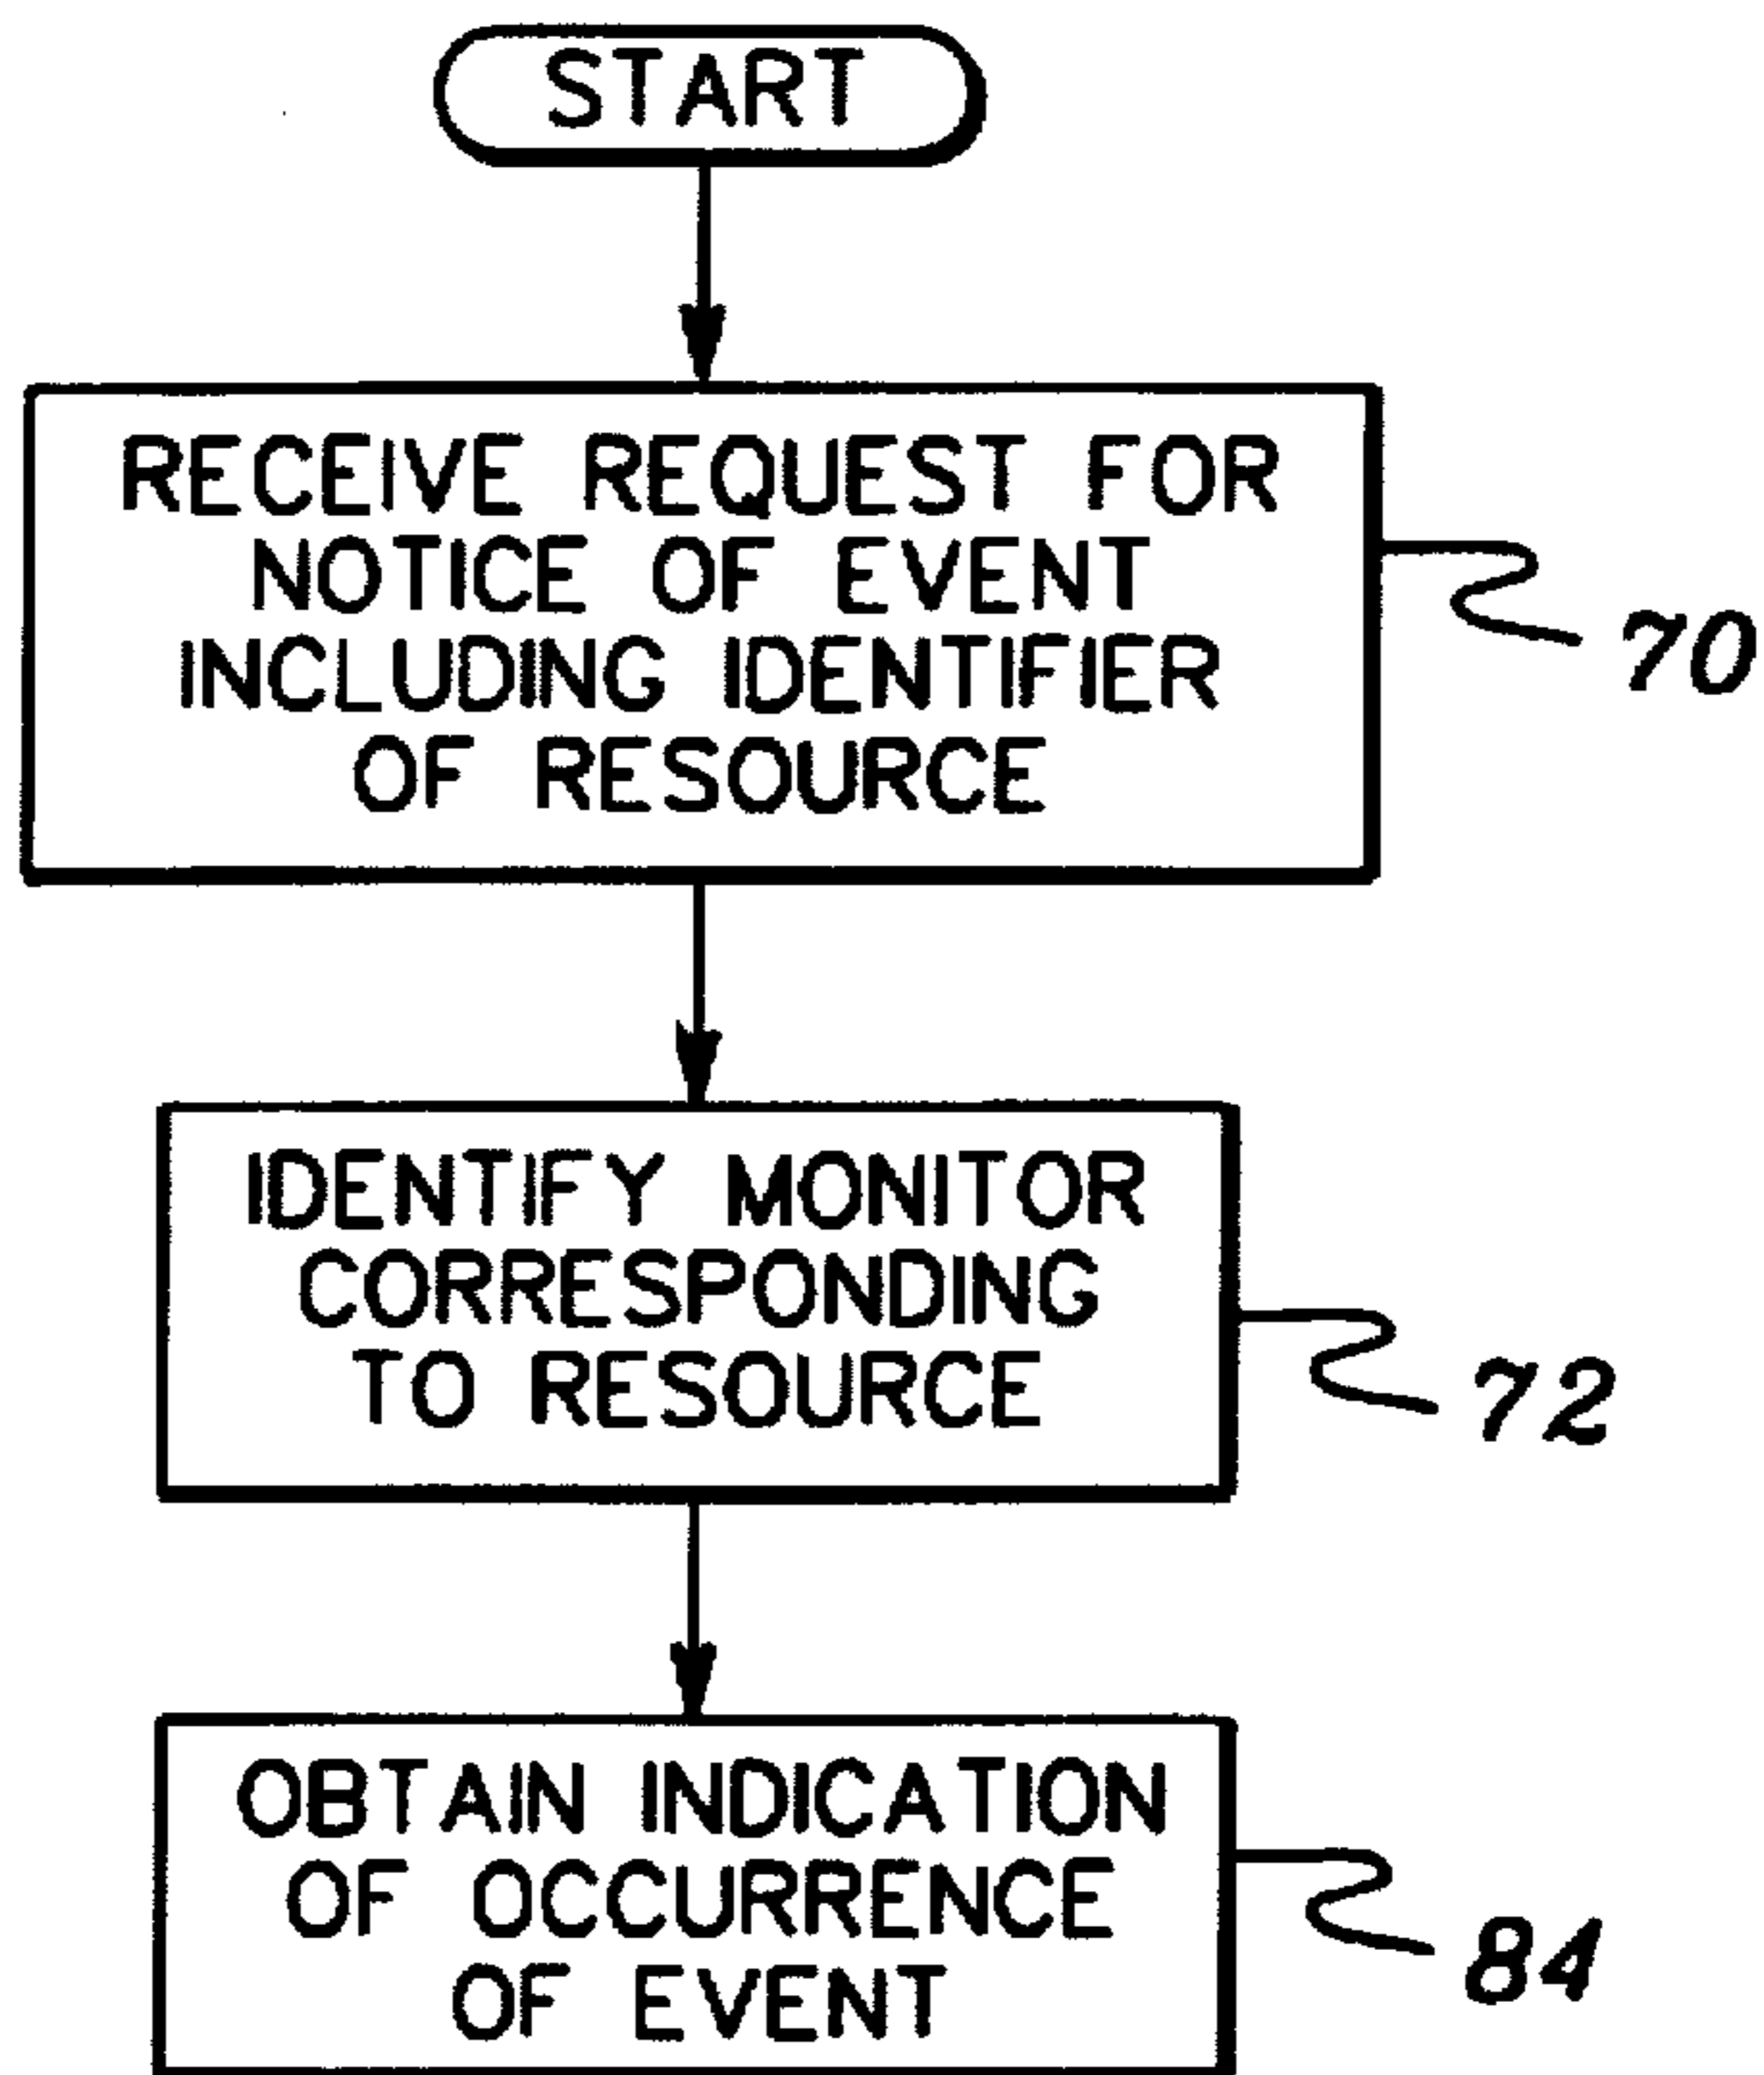 START
RECEIVE REQUEST FOR
NOTICE OF EVENT
INCLUDING IDENTIFIER
OF RESOURCE
70
IDENTIFY MONITOR
CORRESPONDING
TO RESOURCE
72
OBTAIN INDICATION
OF OCCURRENCE
OF EVENT
84